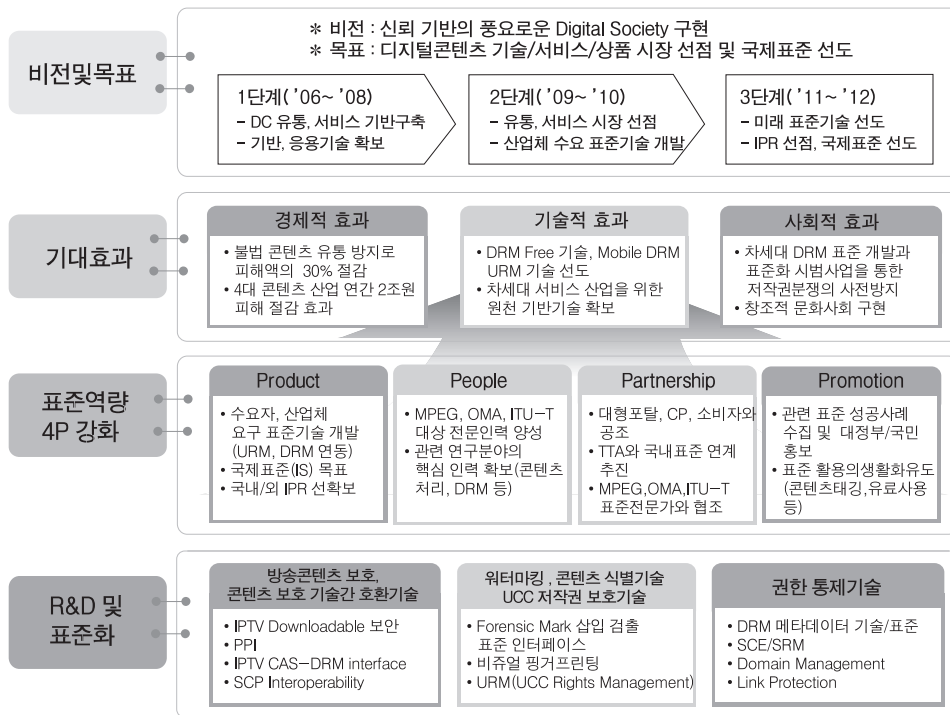 비전및목표
* 비전 : 신뢰 기반의 풍요로운 Digital Society 구현
* 목표 : 디지털콘텐츠 기술/서비스/상품 시장 선점 및 국제표준 선도
1단계( ’06~ ’08)
- DC 유통, 서비스 기반구축
- 기반, 응용기술 확보
2단계( ’09~ ’10)
- 유통, 서비스 시장 선점
- 산업체 수요 표준기술 개발
3단계( ’11~ ’12)
- 미래 표준기술 선도
- IPR 선점, 국제표준 선도
기대효과
경제적 효과
• 불법 콘텐츠 유통 방지로
피해액의 30% 절감
• 4대 콘텐츠 산업 연간 2조원
피해 절감 효과
기술적 효과
• DRM Free 기술, Mobile DRM
URM 기술 선도
• 차세대 서비스 산업을 위한
원천 기반기술 확보
사회적 효과
• 차세대 DRM 표준 개발과
표준화 시범사업을 통한
저작권분쟁의 사전방지
• 창조적 문화사회 구현
표준역량
4P 강화
Product
• 수요자, 산업체
요구 표준기술 개발
(URM, DRM 연동)
• 국제표준(IS) 목표
• 국내/외 IPR 선확보
People
• MPEG, OMA, ITU-T
대상 전문인력 양성
• 관련 연구분야의
핵심 인력 확보(콘텐츠
처리, DRM 등)
Partnership
• 대형포탈, CP, 소비자와
공조
• TTA와 국내표준 연계
추진
• MPEG,OMA,ITU-T
표준전문가와 협조
Promotion
• 관련 표준 성공사례
수집 및 대정부/국민
홍보
• 표준 활용의생활화유도
(콘텐츠태깅,유료사용
등)
R&D 및
표준화
방송콘텐츠 보호,
콘텐츠 보호 기술간 호환기술
• IPTV Downloadable 보안
• PPI
• IPTV CAS-DRM interface
• SCP Interoperability
워터마킹 , 콘텐츠 식별기술
UCC 저작권 보호기술
• Forensic Mark 삽입 검출
표준 인터페이스
• 비쥬얼 핑거프린팅
• URM(UCC Rights Management)
권한 통제기술
• DRM 메타데이터 기술/표준
• SCE/SRM
• Domain Management
• Link Protection